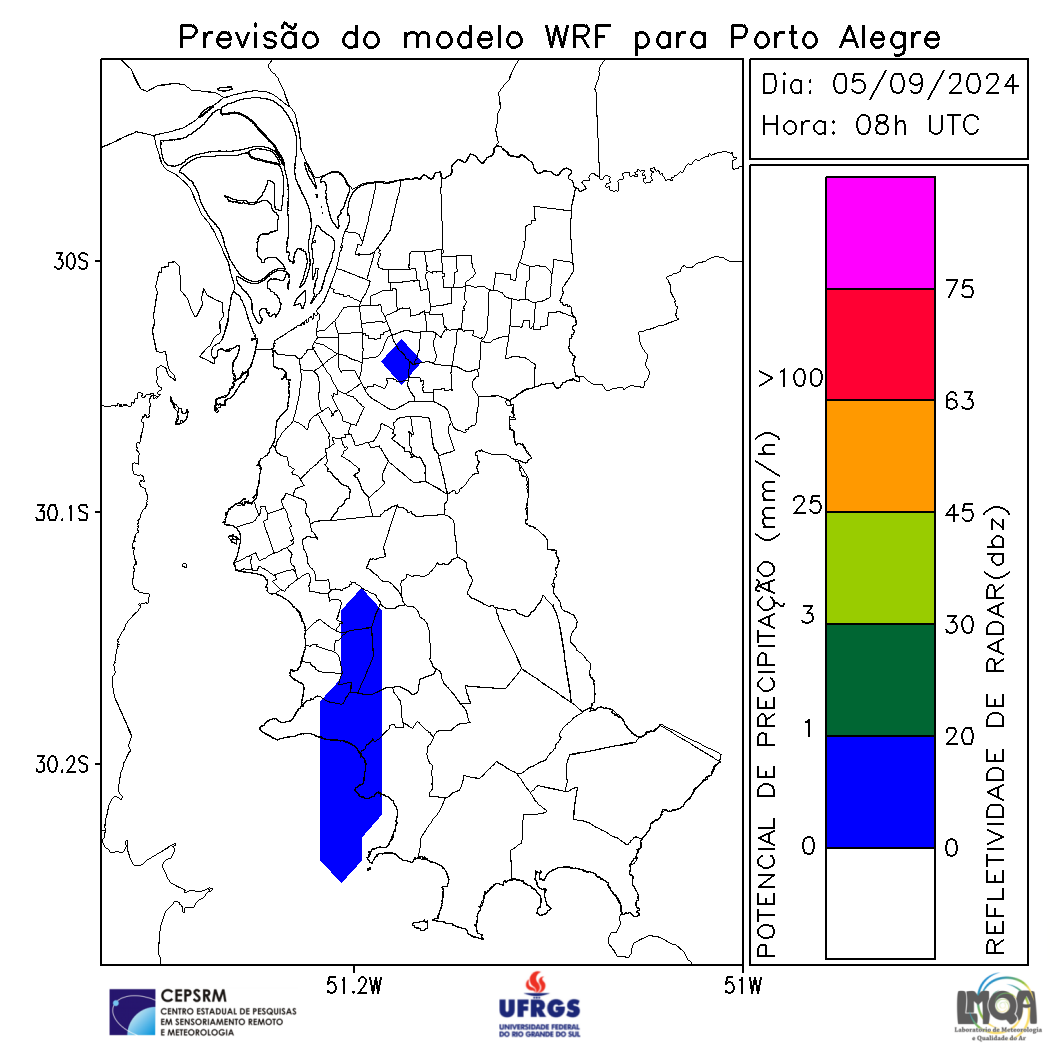 Previsão do modelo WRF para Porto Alegre
Dia: 05/09/2024
Hora: 08h UTC
30S
30.1S
30.2S
51.2W
51W
POTENCIAL DE PRECIPITAÇÃO (mm/h)
>100
25
3
1
0
75
63
45
30
20
0
REFLETIVIDADE DE RADAR(dbz)
CEPSRM
CENTRO ESTADUAL DE PESQUISAS
EM SENSORIAMENTO REMOTO
E METEOROLOGIA
UFRGS
UNIVERSIDADE FEDERAL
DO RIO GRANDE DO SUL
LMQA
Laboratório de Meteorologia
e Qualidade do Ar